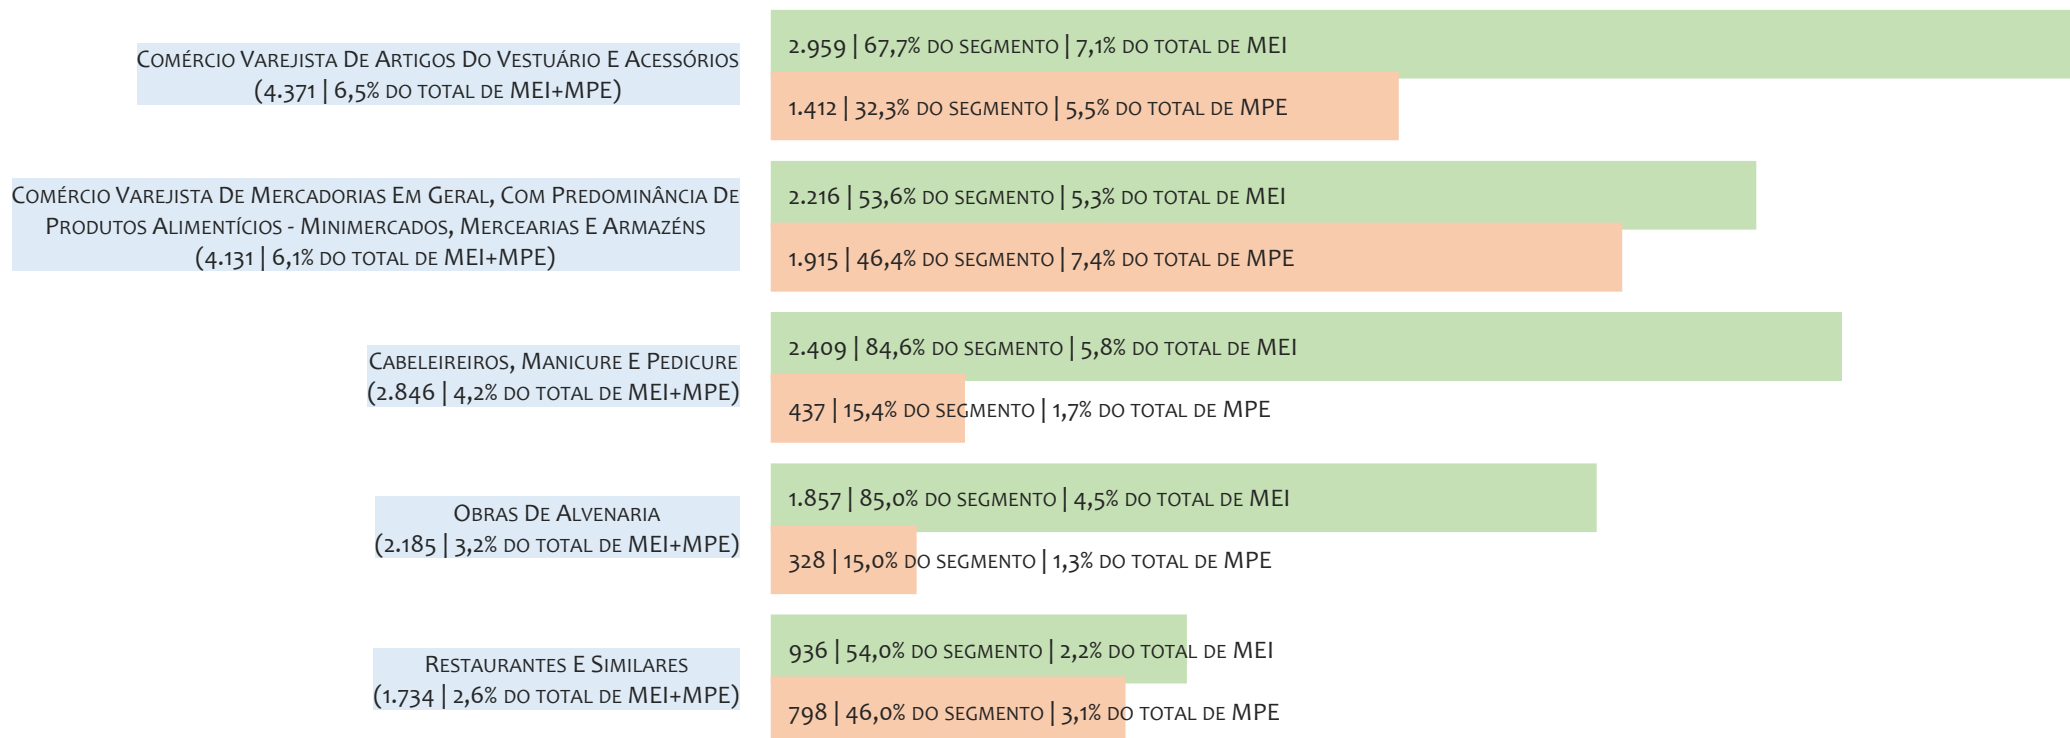 Comércio Varejista De Artigos Do Vestuário E Acessórios
(4.371 | 6,5% do total de MEI+MPE)
2.959 | 67,7% do segmento | 7,1% do total de MEI
1.412 | 32,3% do segmento | 5,5% do total de MPE
Comércio Varejista De Mercadorias Em Geral, Com Predominância De
Produtos Alimentícios - Minimercados, Mercearias E Armazéns
(4.131 | 6,1% do total de MEI+MPE)
2.216 | 53,6% do segmento | 5,3% do total de MEI
1.915 | 46,4% do segmento | 7,4% do total de MPE
Cabeleireiros, Manicure E Pedicure
(2.846 | 4,2% do total de MEI+MPE)
2.409 | 84,6% do segmento | 5,8% do total de MEI
437 | 15,4% do segmento | 1,7% do total de MPE
Obras De Alvenaria
(2.185 | 3,2% do total de MEI+MPE)
1.857 | 85,0% do segmento | 4,5% do total de MEI
328 | 15,0% do segmento | 1,3% do total de MPE
Restaurantes E Similares
(1.734 | 2,6% do total de MEI+MPE)
936 | 54,0% do segmento | 2,2% do total de MEI
798 | 46,0% do segmento | 3,1% do total de MPE